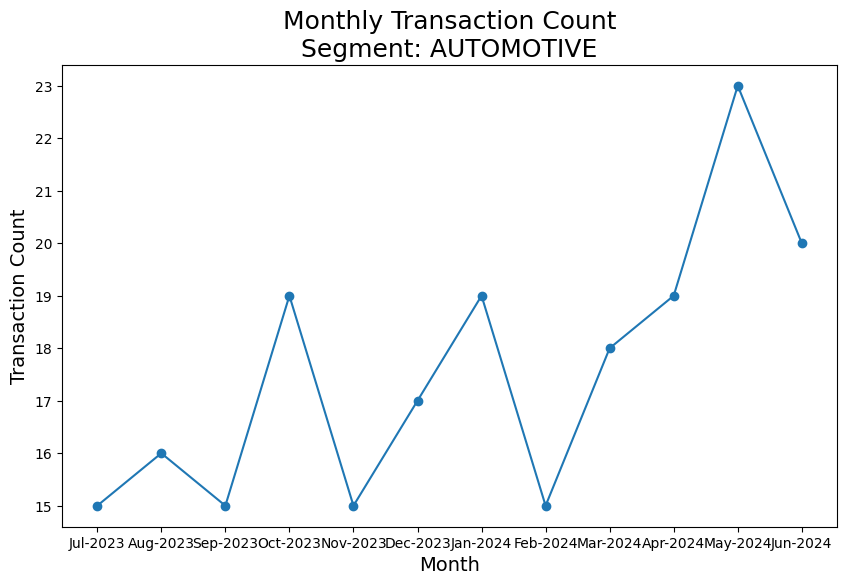 Monthly Transaction Count
Segment: AUTOMOTIVE
23
22
21
20
19
18
17
16
15
Transaction Count
Jul-2023 Aug-2023 Sep-2023 Oct-2023 Nov-2023 Dec-2023 Jan-2024 Feb-2024 Mar-2024 Apr-2024 May-2024 Jun-2024
Month